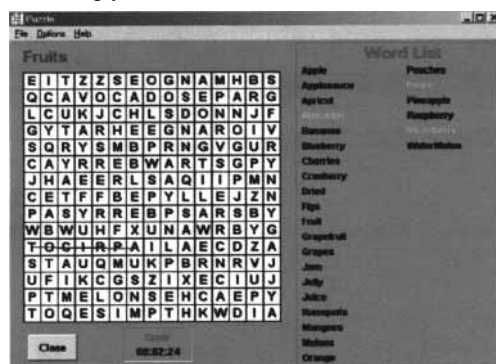 Puzzle
File Options Help
Fruits
Word List
E I T Z Z S E O G N A M H B S
Q C A V O C A D O S E P A R G
L C U K J C H L S D O N N J F
G Y T A R H E E G N A R O I V
S Q R Y S M B P R N G V G U R
C A Y R R E B W A R T S G P Y
J H A E E R L S A Q I I P M N
C E T F F B E P Y L L E J Z N
P A S Y R R E B P S A R S B Y
W B W U H F X U N A W R B Y G
T O C I R P A I L A E C D Z A
S T A U Q M U K P B R N R V J
U F I K C G S Z I X E C I U J
P T M E L O N S E H C A E P Y
T O Q E S I M P T H K W D I A
Apple
Applesauce
Apricot
Bananas
Blueberry
Cherries
Cranberry
Dried
Figs
Fruit
Grapefruit
Grapes
Jam
Jelly
Juice
Kumquats
Mangoes
Melons
Orange
Peaches
Pineapple
Raspberry
WaterMelon
Close
00:02:24